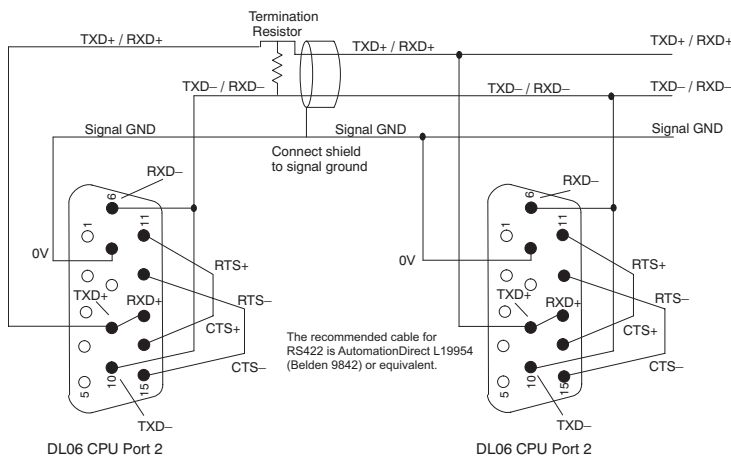 Termination
Resistor
TXD+ / RXD+
TXD+ / RXD+
TXD+ / RXD+
TXD– / RXD–
TXD– / RXD–
TXD– / RXD–
Signal GND
Signal GND
Signal GND
Connect shield
to signal ground
RXD–
6
11
1
0V
RTS+
TXD+
RXD+
RTS–
CTS+
CTS–
5
10
15
TXD–
DL06 CPU Port 2
The recommended cable for
RS422 is AutomationDirect L19954
(Belden 9842) or equivalent.
RXD–
6
11
1
0V
RTS+
TXD+
RXD+
RTS–
CTS+
CTS–
5
10
15
TXD–
DL06 CPU Port 2